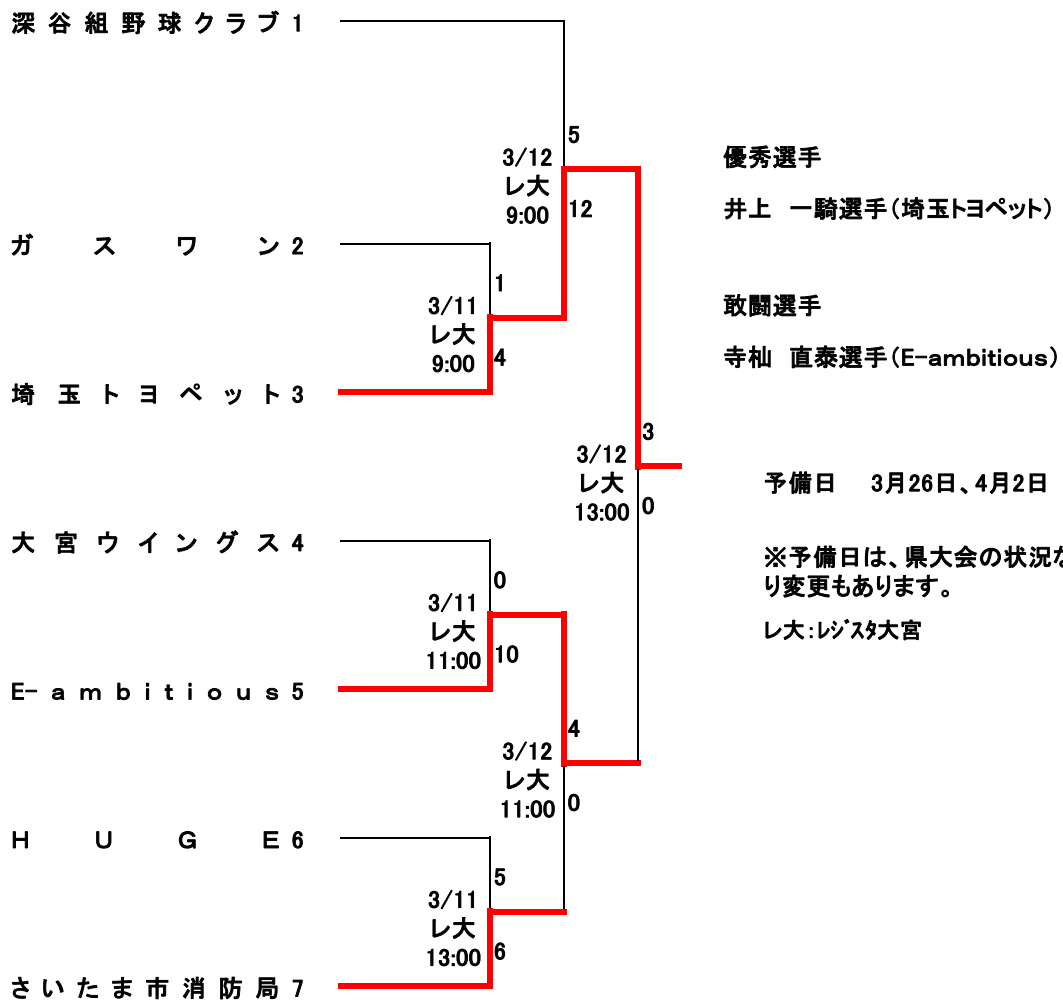 深谷組野球クラブ 1
5
3/12
レ大
9:00
12
優秀選手
井上 一騎選手(埼玉トヨペット)
ガスワン 2
1
3/11
レ大
9:00
4
敢闘選手
寺杣 直泰選手(E-ambitious)
埼玉トヨペット 3
3
3/12
レ大
13:00
0
予備日 3月26日、4月2日
大宮ウイングス 4
0
3/11
レ大
11:00
10
※予備日は、県大会の状況な
り変更もあります。
レ大:レジスタ大宮
E-ambitious 5
4
3/12
レ大
11:00
0
HUGE 6
5
3/11
レ大
13:00
6
さいたま市消防局 7